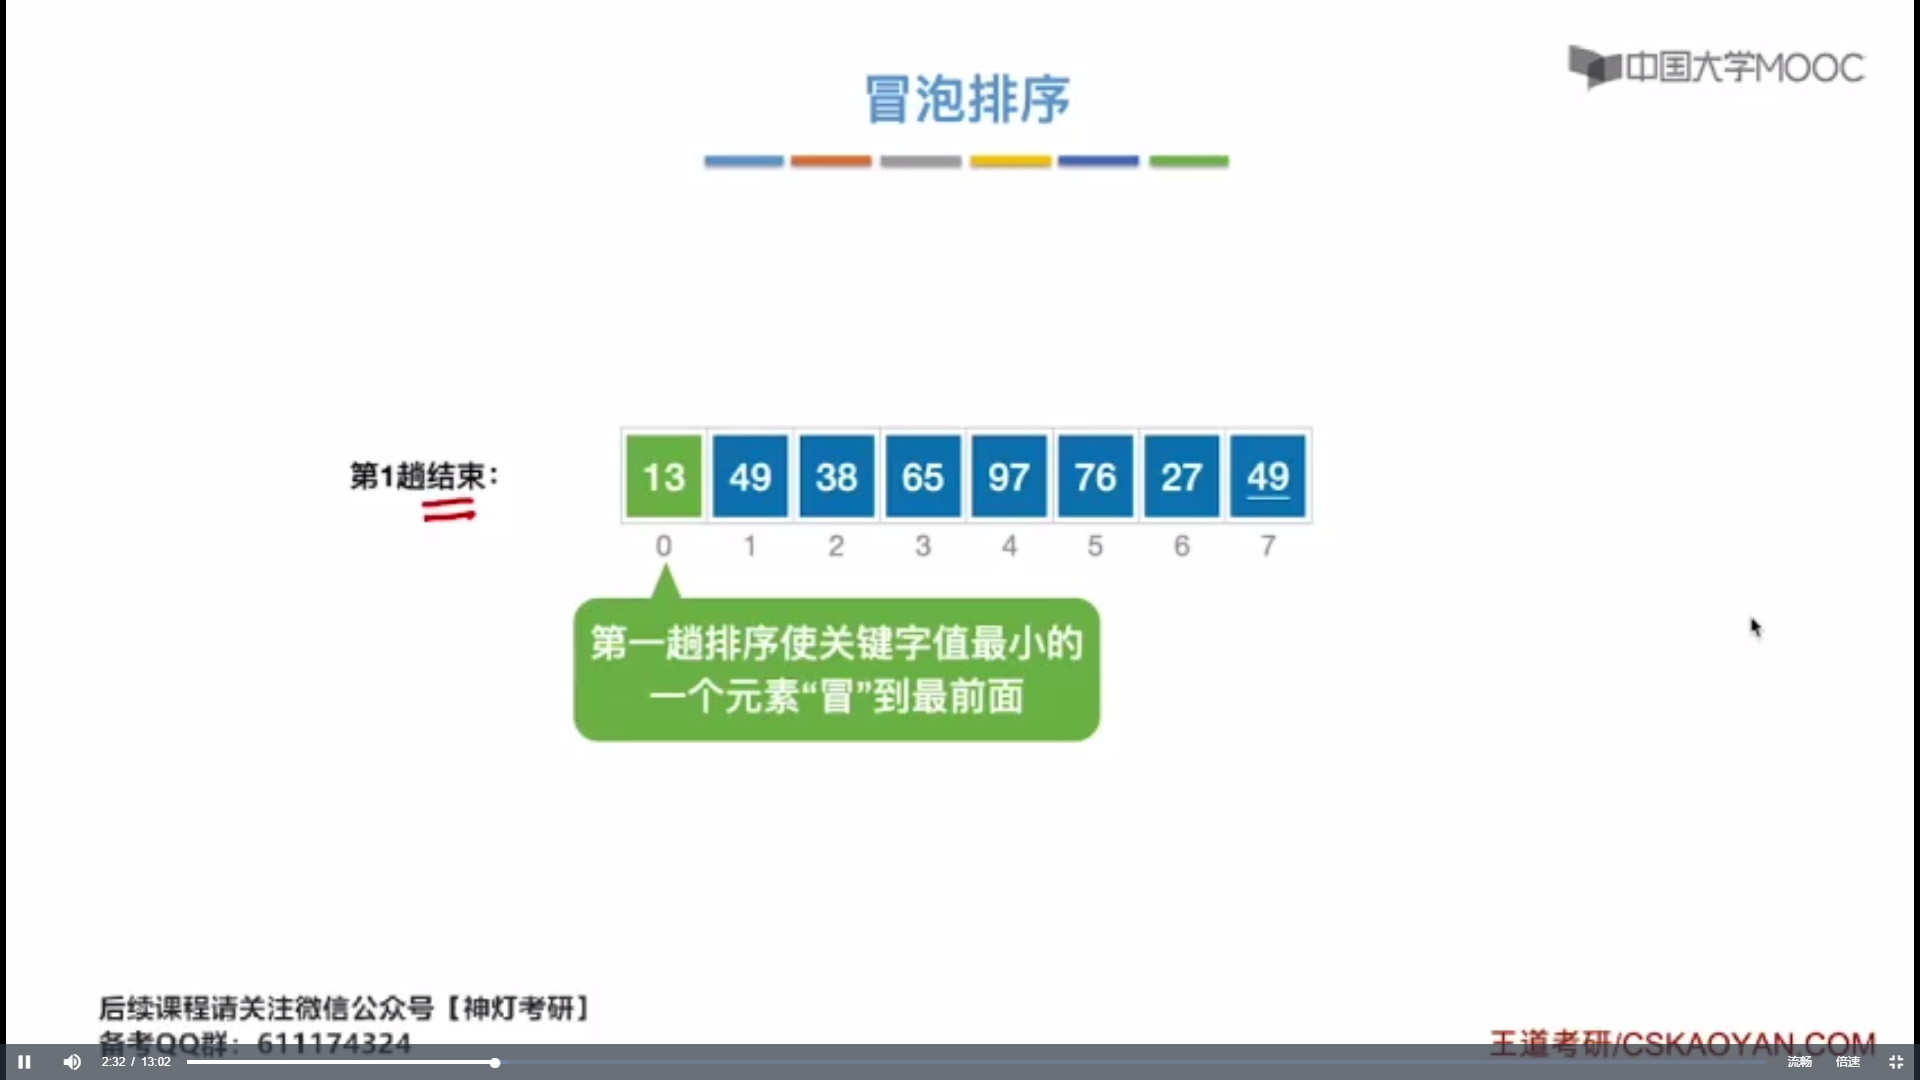 中国大学MOOC
冒泡排序
第1趟结束：
13 49 38 65 97 76 27 49
0 1 2 3 4 5 6 7
第一趟排序使关键字值最小的
一个元素“冒”到最前面
后续课程请关注微信公众号【神灯考研】
备考QQ群：611174324
王道考研/CSKAOYAN.COM
2:32 / 13:02
流畅 倍速